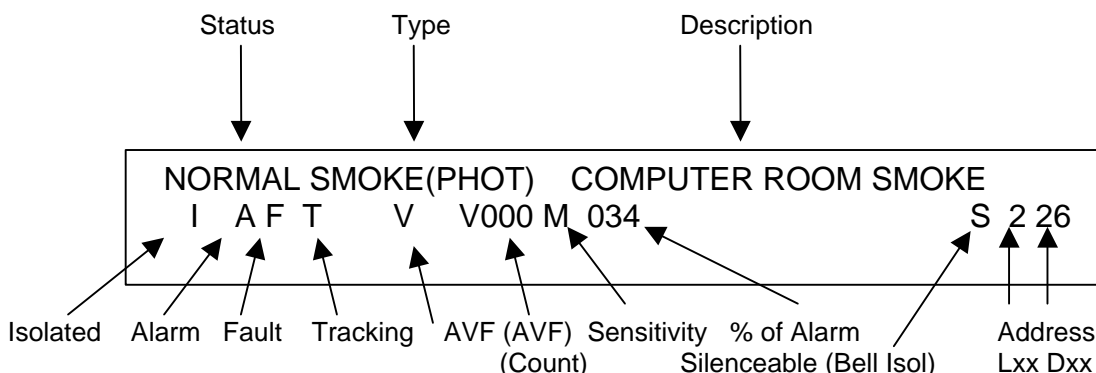 Status Type Description
NORMAL SMOKE(PHOT) COMPUTER ROOM SMOKE
I A F T V V000 M 034 S 2 26
Isolated Alarm Fault Tracking AVF (AVF) Sensitivity % of Alarm Address
(Count) Silenceable (Bell Isol) Lxx Dxx